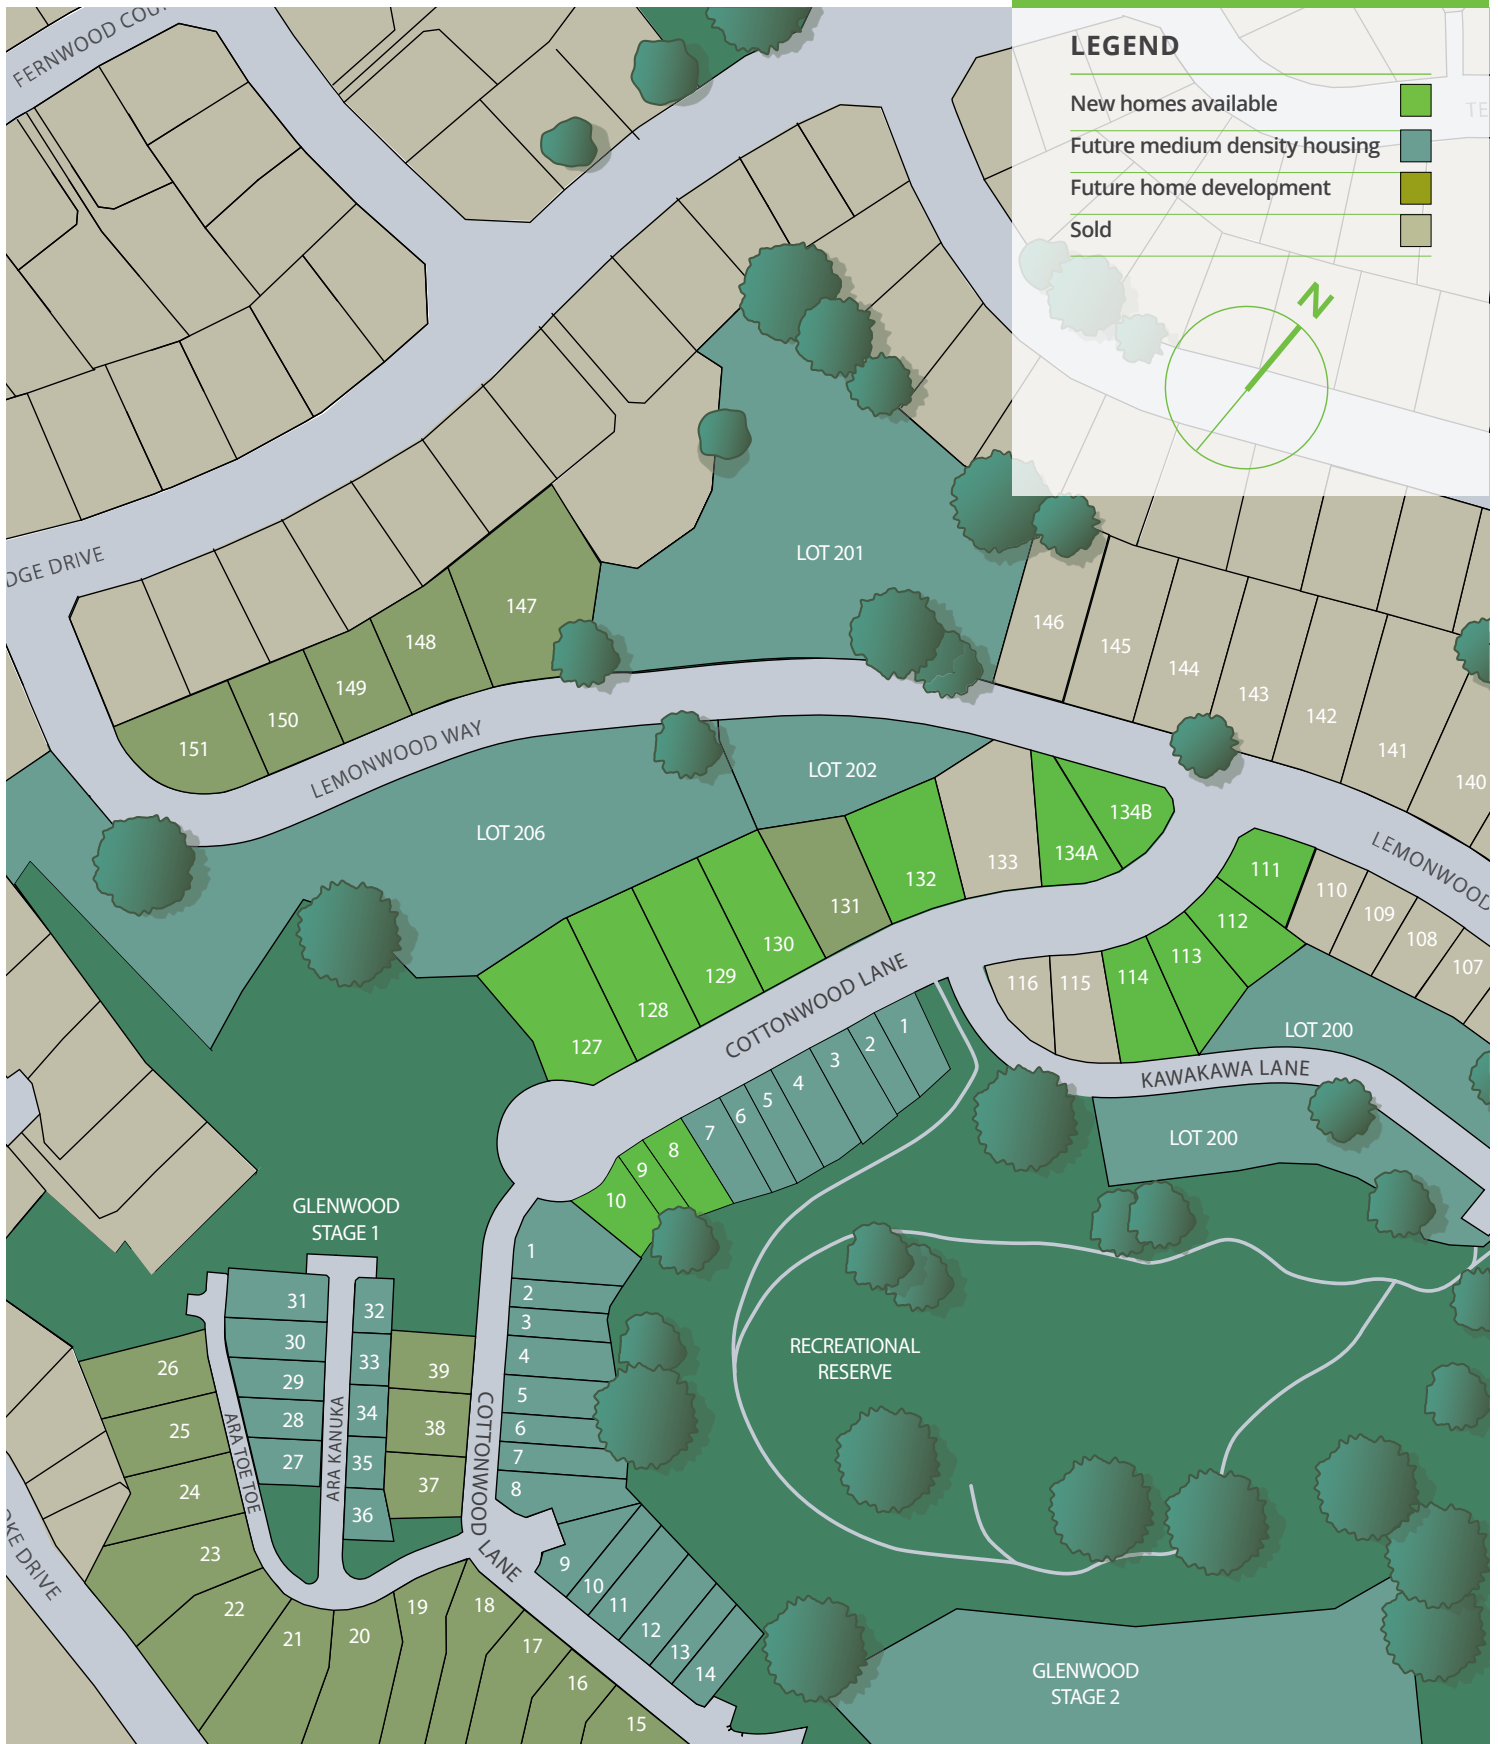 FERNWOOD COU
LEGEND
New homes available
Future medium density housing
Future home development
Sold
TE
N
DGE DRIVE
LOT 201
147
148
149
150
151
146
145
144
143
142
141
140
LEMONWOOD WAY
LOT 202
LOT 206
134B
134A
133
132
131
130
129
128
127
LEMONWOOD
111
112
113
114
115
116
110
109
108
107
COTTONWOOD LANE
LOT 200
KAWAKAWA LANE
LOT 200
1
2
3
4
5
6
7
8
9
10
GLENWOOD
STAGE 1
31
30
29
28
27
32
33
34
35
36
39
38
37
26
25
24
23
22
21
20
19
18
17
16
15
ARA TOE TOE
ARA KANUKA
COTTONWOOD LANE
1
2
3
4
5
6
7
8
9
10
11
12
13
14
RECREATIONAL
RESERVE
OKE DRIVE
GLENWOOD
STAGE 2